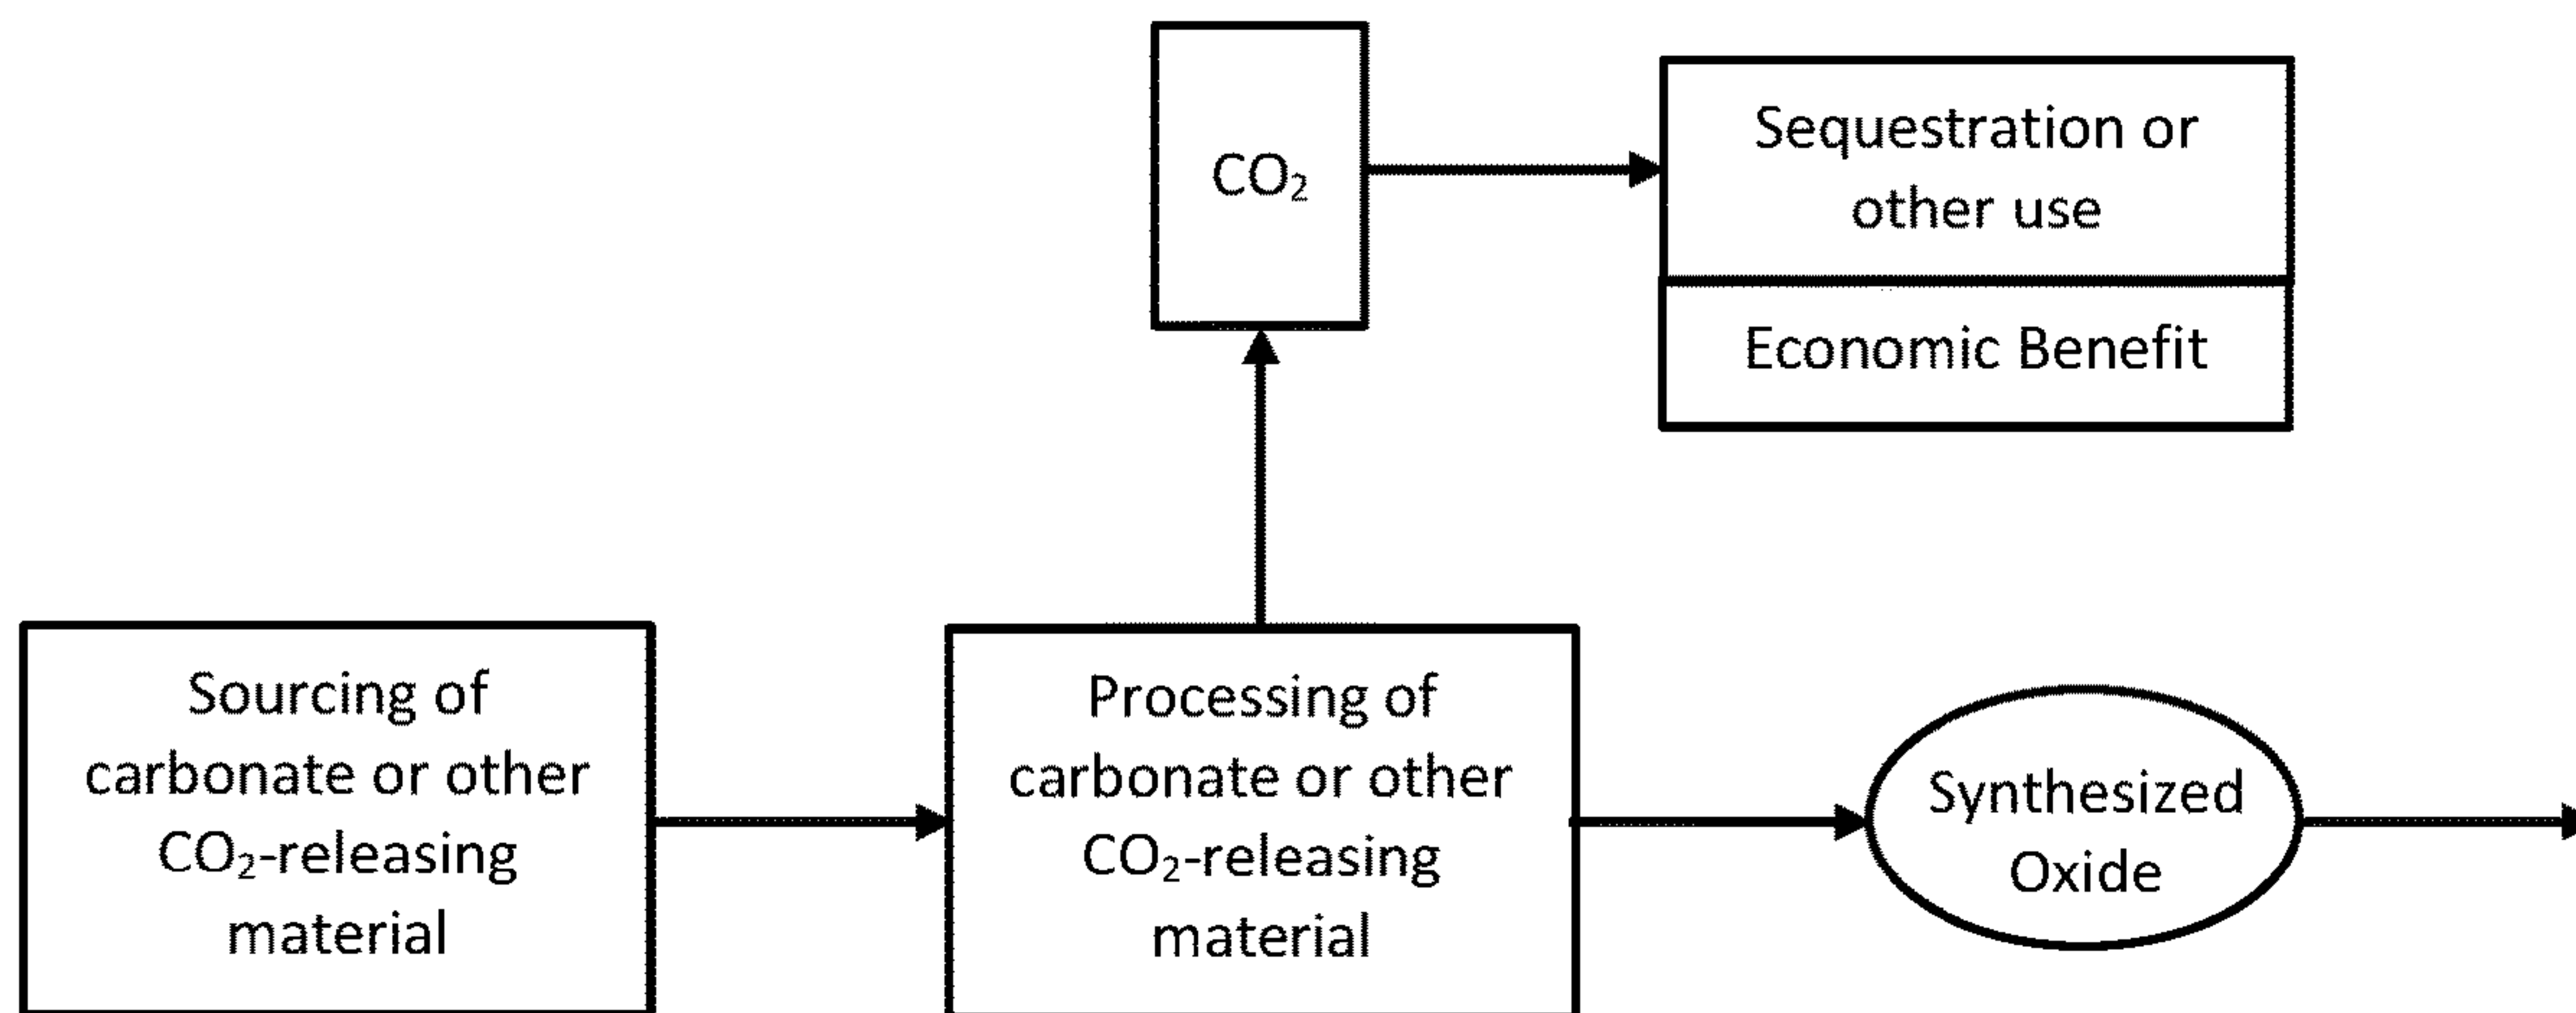 CO₂
Sequestration or
other use
Economic Benefit
Sourcing of
carbonate or other
CO₂-releasing
material
Processing of
carbonate or other
CO₂-releasing
material
Synthesized
Oxide